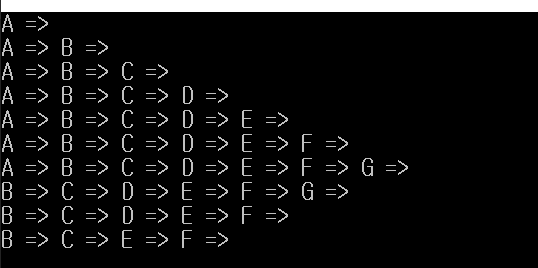 A =>
A => B =>
A => B => C =>
A => B => C => D =>
A => B => C => D => E =>
A => B => C => D => E => F =>
A => B => C => D => E => F => G =>
B => C => D => E => F => G =>
B => C => D => E => F =>
B => C => E => F =>